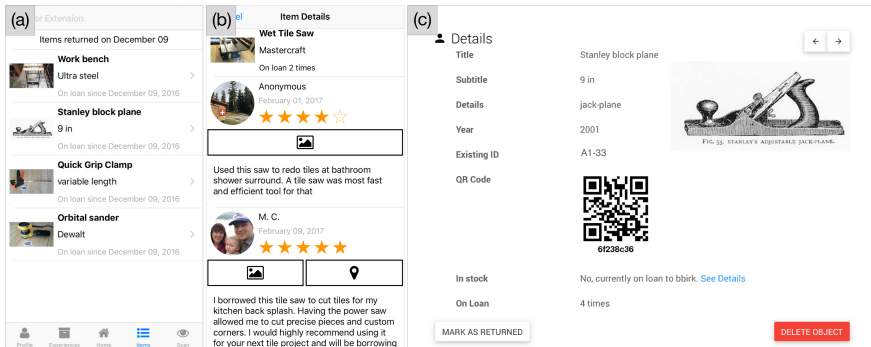 (a)
or Extension
Items returned on December 09
Work bench
Ultra steel
On loan since December 09, 2016
Stanley block plane
9 in
On loan since December 09, 2016
Quick Grip Clamp
variable length
On loan since December 09, 2016
Orbital sander
Dewalt
On loan since December 09, 2016
Profile
Experiences
Home
Items
Scan
(b)
el
Item Details
Wet Tile Saw
Mastercraft
On loan 2 times
Anonymous
February 01, 2017
Used this saw to redo tiles at bathroom
shower surround. A tile saw was most fast
and efficient tool for that
M. C.
February 09, 2017
I borrowed this tile saw to cut tiles for my
kitchen back splash. Having the power saw
allowed me to cut precise pieces and custom
corners. I would highly recommend using it
for your next tile project and will be borrowing
(c)
Details
Title Stanley block plane
Subtitle 9 in
Details jack-plane
Year 2001
Existing ID A1-33
QR Code
6f238c36
FIG. 33. STANLEY'S ADJUSTABLE JACK-PLANE.
In stock No, currently on loan to bbirk. See Details
On Loan 4 times
MARK AS RETURNED
DELETE OBJECT